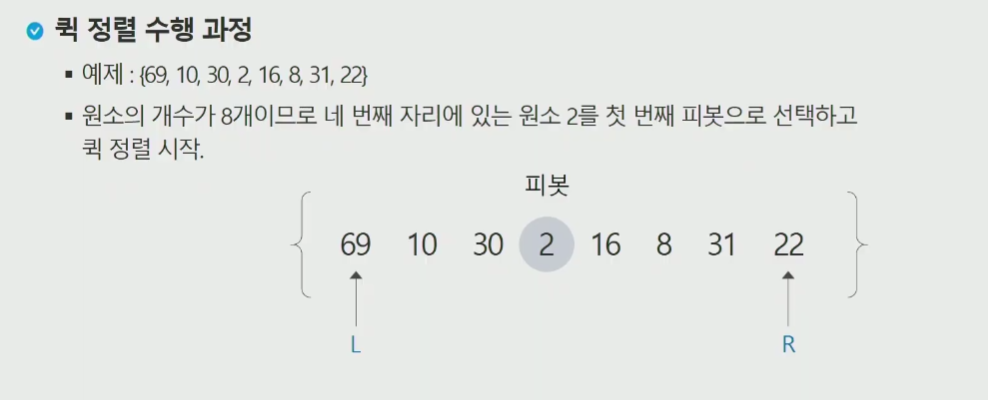 퀵 정렬 수행 과정
▪ 예제 : {69, 10, 30, 2, 16, 8, 31, 22}
▪ 원소의 개수가 8개이므로 네 번째 자리에 있는 원소 2를 첫 번째 피봇으로 선택하고
퀵 정렬 시작.
피봇
69 10 30 2 16 8 31 22
L R